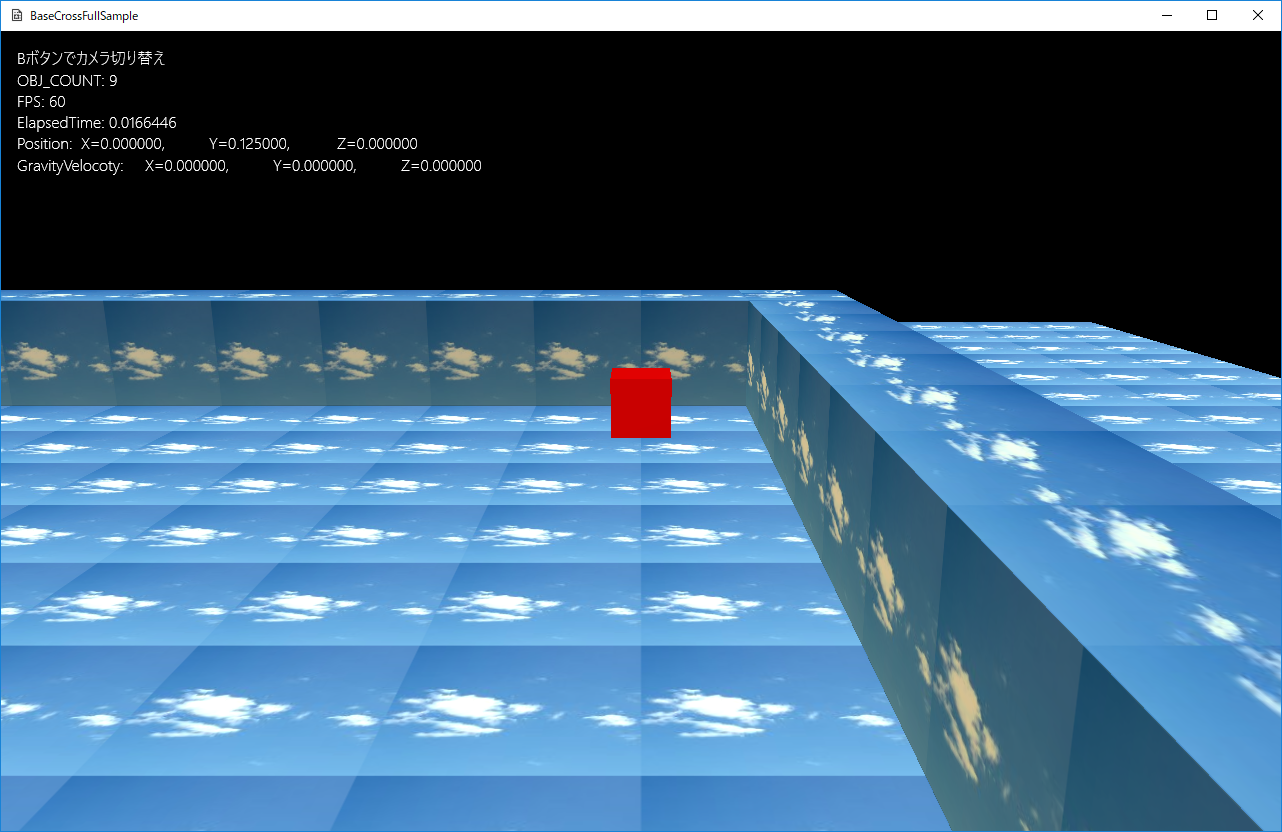 BaseCrossFullSample
Bボタンでカメラ切り替え
OBJ_COUNT: 9
FPS: 60
ElapsedTime: 0.0166446
Position: X=0.000000, Y=0.125000, Z=0.000000
GravityVelocoty: X=0.000000, Y=0.000000, Z=0.000000